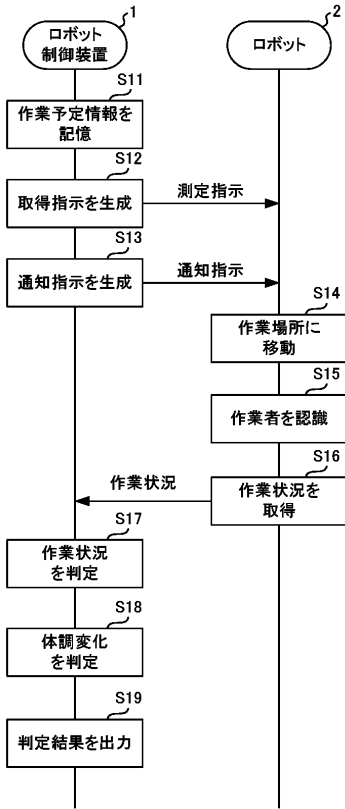 1
ロボット
制御装置
2
ロボット
S11
作業予定情報を
記憶
S12
取得指示を生成
測定指示
S13
通知指示を生成
通知指示
S14
作業場所に
移動
S15
作業者を認識
S16
作業状況を
取得
作業状況
S17
作業状況
を判定
S18
体調変化
を判定
S19
判定結果を出力